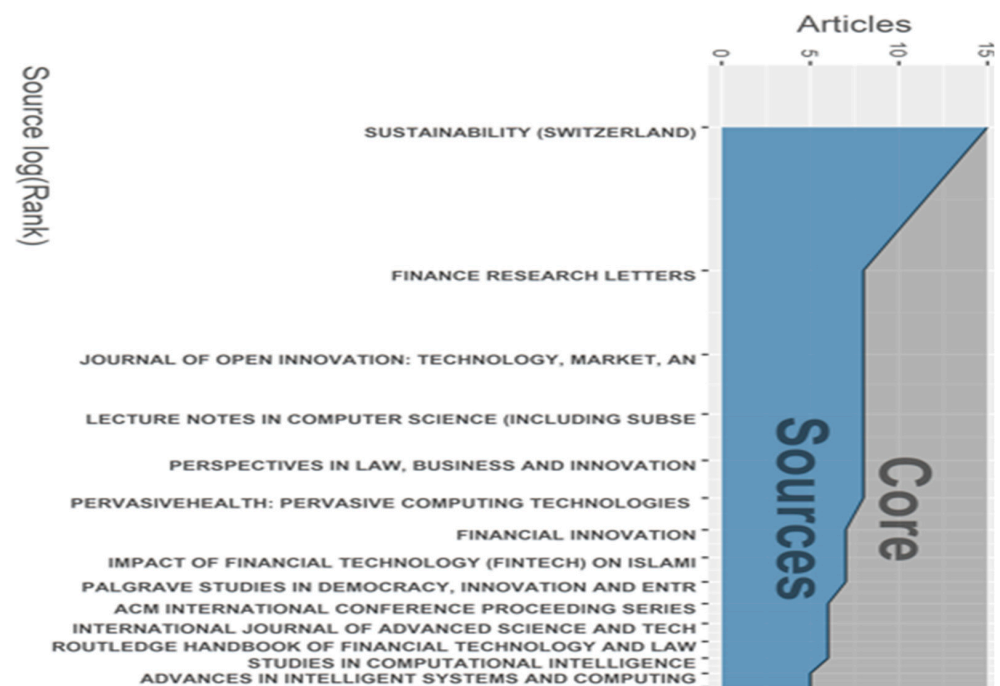 Articles
0 5 10 15
Source log(Rank)
SUSTAINABILITY (SWITZERLAND)
FINANCE RESEARCH LETTERS
JOURNAL OF OPEN INNOVATION: TECHNOLOGY, MARKET, AN
LECTURE NOTES IN COMPUTER SCIENCE (INCLUDING SUBSE
PERSPECTIVES IN LAW, BUSINESS AND INNOVATION
PERVASIVEHEALTH: PERVASIVE COMPUTING TECHNOLOGIES
FINANCIAL INNOVATION
IMPACT OF FINANCIAL TECHNOLOGY (FINTECH) ON ISLAMI
PALGRAVE STUDIES IN DEMOCRACY, INNOVATION AND ENTR
ACM INTERNATIONAL CONFERENCE PROCEEDING SERIES
INTERNATIONAL JOURNAL OF ADVANCED SCIENCE AND TECH
ROUTLEDGE HANDBOOK OF FINANCIAL TECHNOLOGY AND LAW
STUDIES IN COMPUTATIONAL INTELLIGENCE
ADVANCES IN INTELLIGENT SYSTEMS AND COMPUTING
Core
Sources